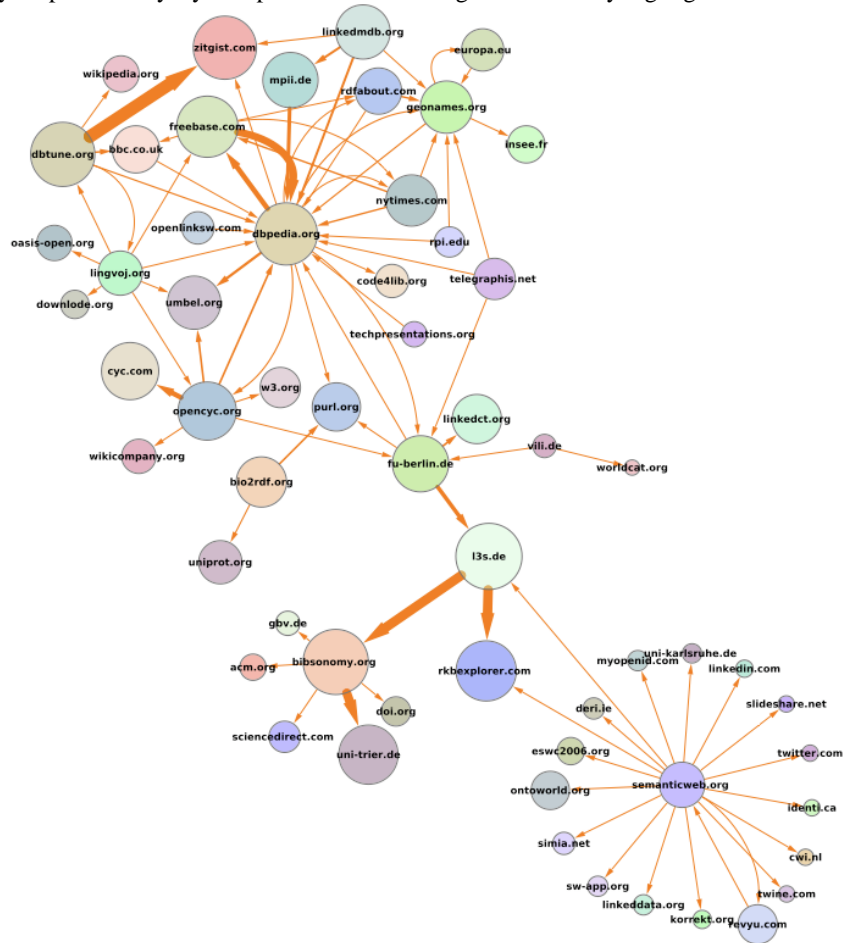 linkedmdb.org
zitgist.com
europa.eu
wikipedia.org
mpii.de
rdfabout.com
geonames.org
freebase.com
insee.fr
dbtune.org
bbc.co.uk
nytimes.com
openlinksw.com
dbpedia.org
rpi.edu
oasis-open.org
lingvoj.org
code4lib.org
telegraphis.net
downlode.org
umbel.org
techpresentations.org
cyc.com
w3.org
opencyc.org
purl.org
linkedct.org
vili.de
wikicompany.org
fu-berlin.de
worldcat.org
bio2rdf.org
l3s.de
uniprot.org
gbv.de
acm.org
bibsonomy.org
rkbexplorer.com
uni-karlsruhe.de
myopenid.com
linkedin.com
doi.org
deri.ie
slideshare.net
sciencedirect.com
uni-trier.de
eswc2006.org
twitter.com
ontoworld.org
semanticweb.org
identi.ca
simia.net
cwi.nl
sw-app.org
twine.com
linkeddata.org
korrekt.org
revyu.com